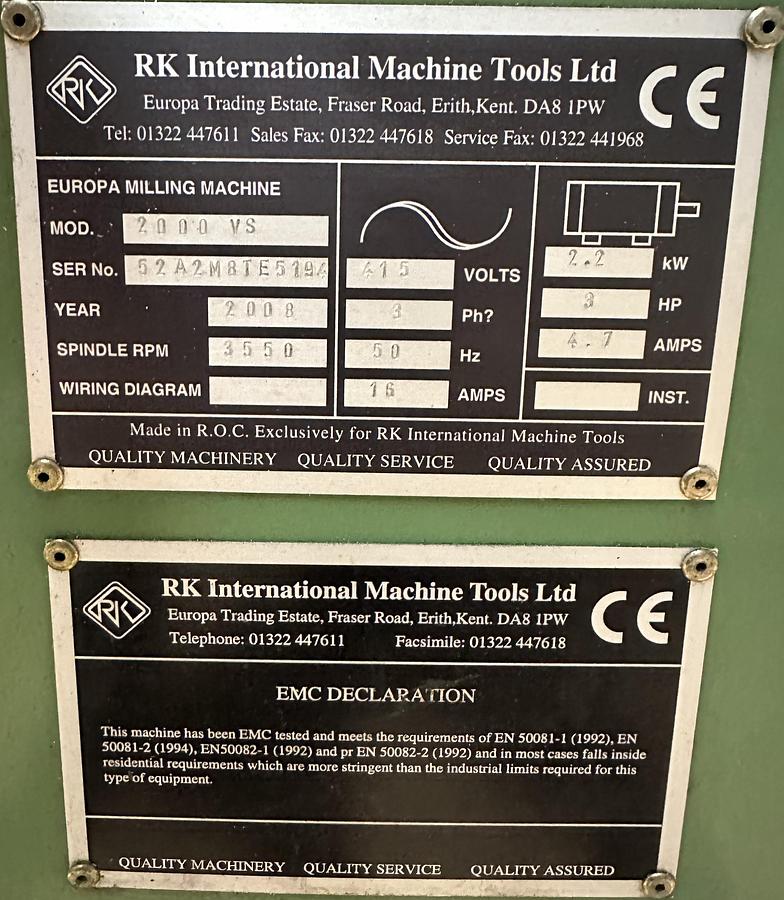 RK
RK International Machine Tools Ltd
CE
Europa Trading Estate, Fraser Road, Erith,Kent. DA8 1PW
Tel: 01322 447611 Sales Fax: 01322 447618 Service Fax: 01322 441968
EUROPA MILLING MACHINE
MOD. 2000 VS
SER No. 52A2M8TE5194
YEAR 2008
SPINDLE RPM 3550
WIRING DIAGRAM
415 VOLTS
3 Ph?
50 Hz
16 AMPS
2.2 kW
3 HP
4.7 AMPS
INST.
Made in R.O.C. Exclusively for RK International Machine Tools
QUALITY MACHINERY QUALITY SERVICE QUALITY ASSURED
RK
RK International Machine Tools Ltd
CE
Europa Trading Estate, Fraser Road, Erith,Kent. DA8 1PW
Telephone: 01322 447611 Facsimile: 01322 447618
EMC DECLARATION
This machine has been EMC tested and meets the requirements of EN 50081-1 (1992), EN
50081-2 (1994), EN50082-1 (1992) and pr EN 50082-2 (1992) and in most cases falls inside
residential requirements which are more stringent than the industrial limits required for this
type of equipment.
QUALITY MACHINERY QUALITY SERVICE QUALITY ASSURED